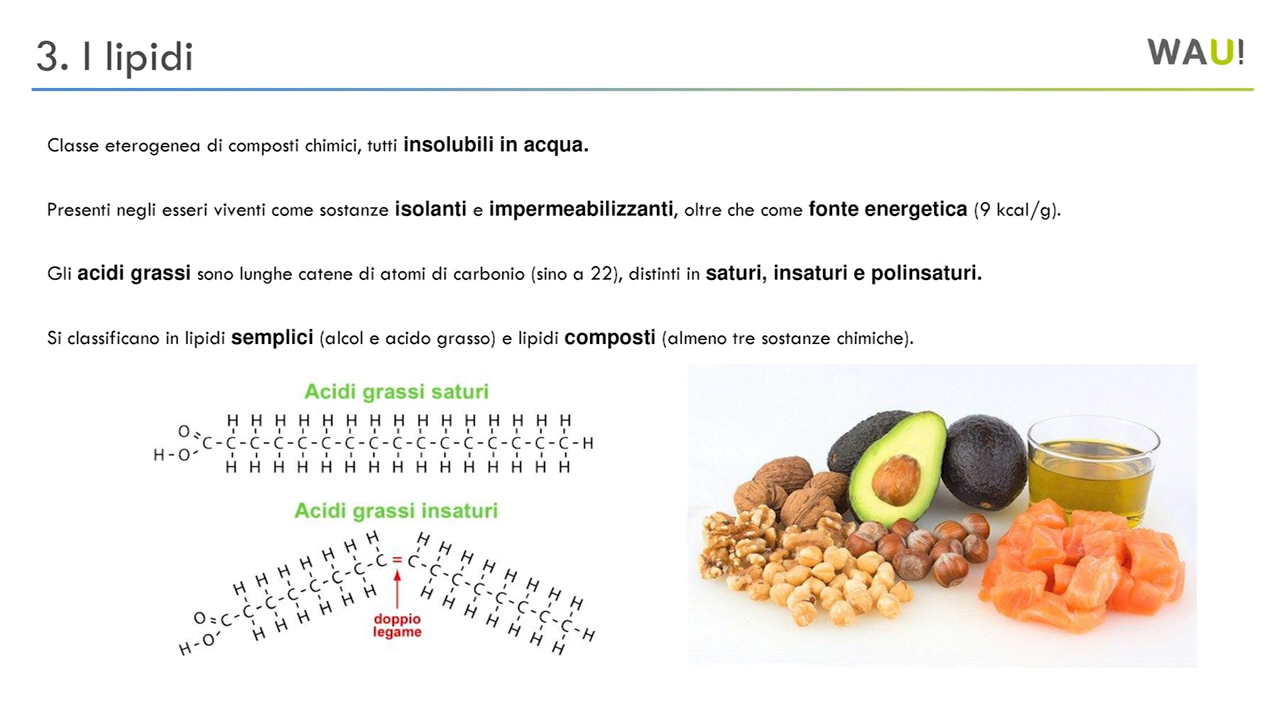 3. I lipidi
WAU!
Classe eterogenea di composti chimici, tutti insolubili in acqua.
Presenti negli esseri viventi come sostanze isolanti e impermeabilizzanti, oltre che come fonte energetica (9 kcal/g).
Gli acidi grassi sono lunghe catene di atomi di carbonio (sino a 22), distinti in saturi, insaturi e polinsaturi.
Si classificano in lipidi semplici (alcol e acido grasso) e lipidi composti (almeno tre sostanze chimiche).
Acidi grassi saturi
H H H H H H H H H H H H H H H
O
C-C-C-C-C-C-C-C-C-C-C-C-C-C-C-C-H
H-O
H H H H H H H H H H H H H H H
Acidi grassi insaturi
H H H H H H H H H H H H H H
O=C-C-C-C-C-C-C-C=C-C-C-C-C-C-C-C-H
H-O
H H H H H H H H H H H H H
doppio
legame